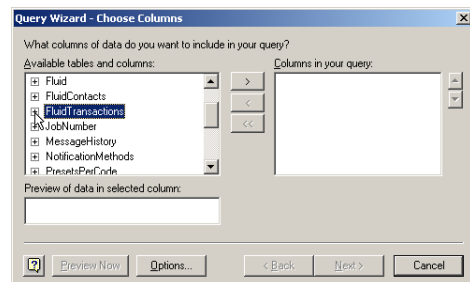 Query Wizard - Choose Columns
What columns of data do you want to include in your query?
Available tables and columns:
Columns in your query:
Fluid
FluidContacts
FluidTransactions
JobNumber
MessageHistory
NotificationMethods
PresetsPerCode
>
<
<<
Preview of data in selected column:
?
Preview Now
Options...
< Back
Next >
Cancel